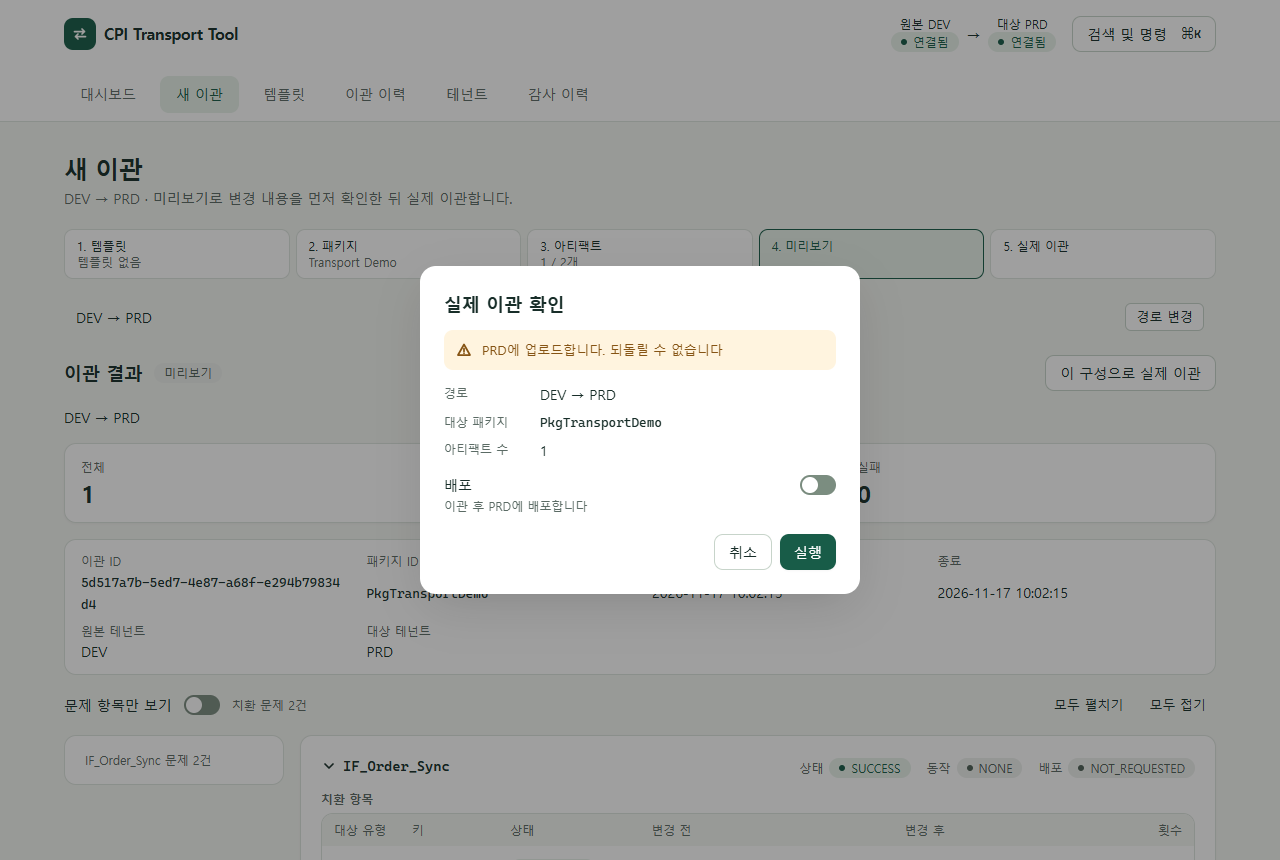 CPI Transport Tool
원본 DEV
연결됨
→
대상 PRD
연결됨
검색 및 명령 ⌘K
대시보드
새 이관
템플릿
이관 이력
테넌트
감사 이력
새 이관
DEV → PRD · 미리보기로 변경 내용을 먼저 확인한 뒤 실제 이관합니다.
1. 템플릿
템플릿 없음
2. 패키지
Transport Demo
3. 아티팩트
1 / 2개
4. 미리보기
5. 실제 이관
DEV → PRD
경로 변경
이관 결과 미리보기
이 구성으로 실제 이관
DEV → PRD
전체
1
실패
0
실제 이관 확인
PRD에 업로드합니다. 되돌릴 수 없습니다
경로 DEV → PRD
대상 패키지 PkgTransportDemo
아티팩트 수 1
배포
이관 후 PRD에 배포합니다
취소 실행
이관 ID
5d517a7b-5ed7-4e87-a68f-e294b79834
d4
패키지 ID
PkgTransportDemo
2026-11-17 10:02:15
종료
2026-11-17 10:02:15
원본 테넌트
DEV
대상 테넌트
PRD
문제 항목만 보기 치환 문제 2건
모두 펼치기 모두 접기
IF_Order_Sync 문제 2건
IF_Order_Sync
상태 SUCCESS 동작 NONE 배포 NOT_REQUESTED
치환 항목
대상 유형 키 상태 변경 전 변경 후 횟수